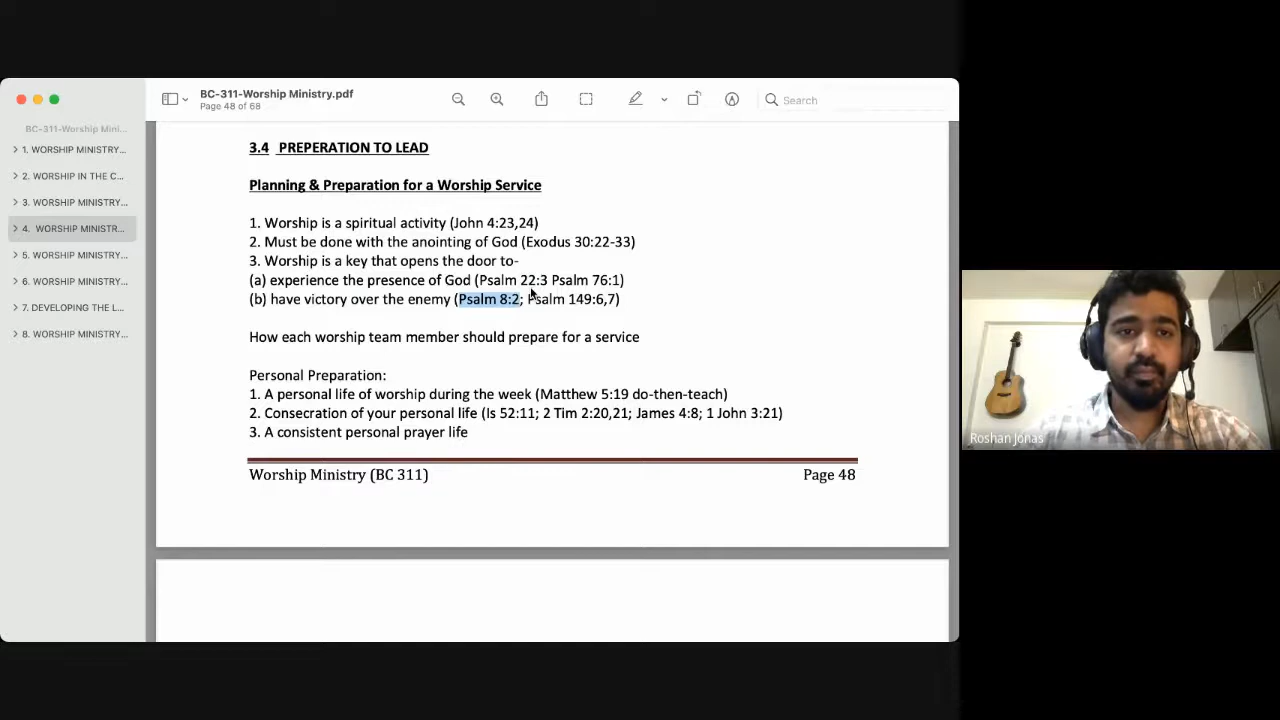 BC-311-Worship Ministry.pdf
Page 48 of 68
Search
BC-311-Worship Mini...
1. WORSHIP MINISTRY...
2. WORSHIP IN THE C...
3. WORSHIP MINISTRY...
4. WORSHIP MINISTR...
5. WORSHIP MINISTRY...
6. WORSHIP MINISTRY...
7. DEVELOPING THE L...
8. WORSHIP MINISTRY...
3.4 PREPERATION TO LEAD
Planning & Preparation for a Worship Service
1. Worship is a spiritual activity (John 4:23,24)
2. Must be done with the anointing of God (Exodus 30:22-33)
3. Worship is a key that opens the door to-
(a) experience the presence of God (Psalm 22:3 Psalm 76:1)
(b) have victory over the enemy (Psalm 8:2; Psalm 149:6,7)
How each worship team member should prepare for a service
Personal Preparation:
1. A personal life of worship during the week (Matthew 5:19 do-then-teach)
2. Consecration of your personal life (Is 52:11; 2 Tim 2:20,21; James 4:8; 1 John 3:21)
3. A consistent personal prayer life
Worship Ministry (BC 311)
Page 48
Roshan Jonas